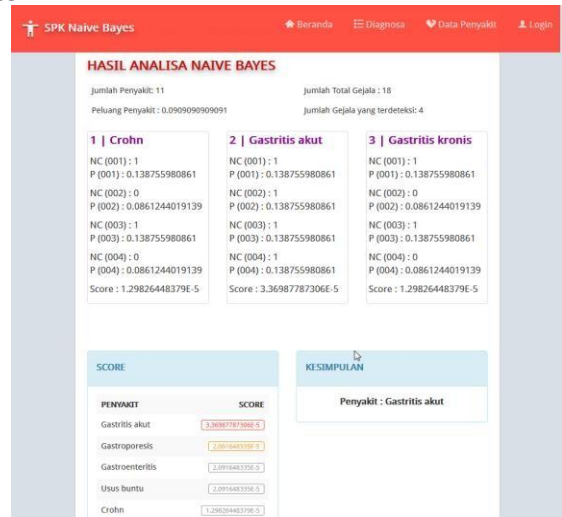 SPK Naive Bayes
Beranda
Diagnosa
Data Penyakit
Login
HASIL ANALISA NAIVE BAYES
Jumlah Penyakit: 11
Jumlah Total Gejala : 18
Peluang Penyakit : 0.0909090909091
Jumlah Gejala yang terdeteksi: 4
1 | Crohn
NC (001) : 1
P (001) : 0.138755980861
NC (002) : 0
P (002) : 0.0861244019139
NC (003) : 1
P (003) : 0.138755980861
NC (004) : 0
P (004) : 0.0861244019139
Score : 1.29826448379E-5
2 | Gastritis akut
NC (001) : 1
P (001) : 0.138755980861
NC (002) : 1
P (002) : 0.138755980861
NC (003) : 1
P (003) : 0.138755980861
NC (004) : 1
P (004) : 0.138755980861
Score : 3.36987787306E-5
3 | Gastritis kronis
NC (001) : 1
P (001) : 0.138755980861
NC (002) : 0
P (002) : 0.0861244019139
NC (003) : 1
P (003) : 0.138755980861
NC (004) : 0
P (004) : 0.0861244019139
Score : 1.29826448379E-5
SCORE
PENYAKIT SCORE
Gastritis akut 3.36987787306E-5
Gastroporesis
Gastroenteritis
Usus buntu
Crohn 1.29826448379E-5
KESIMPULAN
Penyakit : Gastritis akut